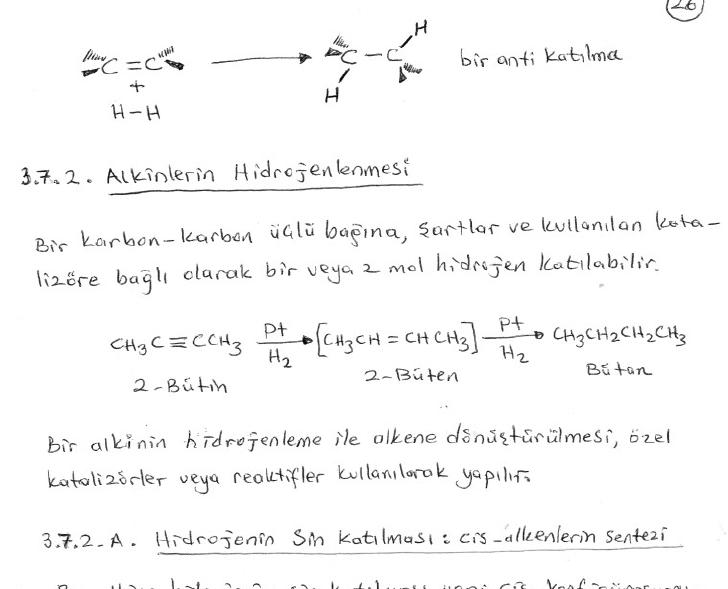 26
H
C = C → C - C bir anti katılma
+
H-H H
3.7.2. Alkinlerin Hidrojenlenmesi
Bir karbon-karbon üçlü bağına, şartlar ve kullanılan kata-
lizöre bağlı olarak bir veya 2 mol hidrojen katılabilir.
CH3C≡CCH3 Pt/H2 → [CH3CH=CHCH3] Pt/H2 → CH3CH2CH2CH3
2-Bütin 2-Büten Bütan
Bir alkinin hidrojenleme ile alkene dönüştürülmesi, özel
katalizörler veya reaktifler kullanılarak yapılır.
3.7.2-A. Hidrojenin Sin Katılması: cis-alkenlerin sentezi